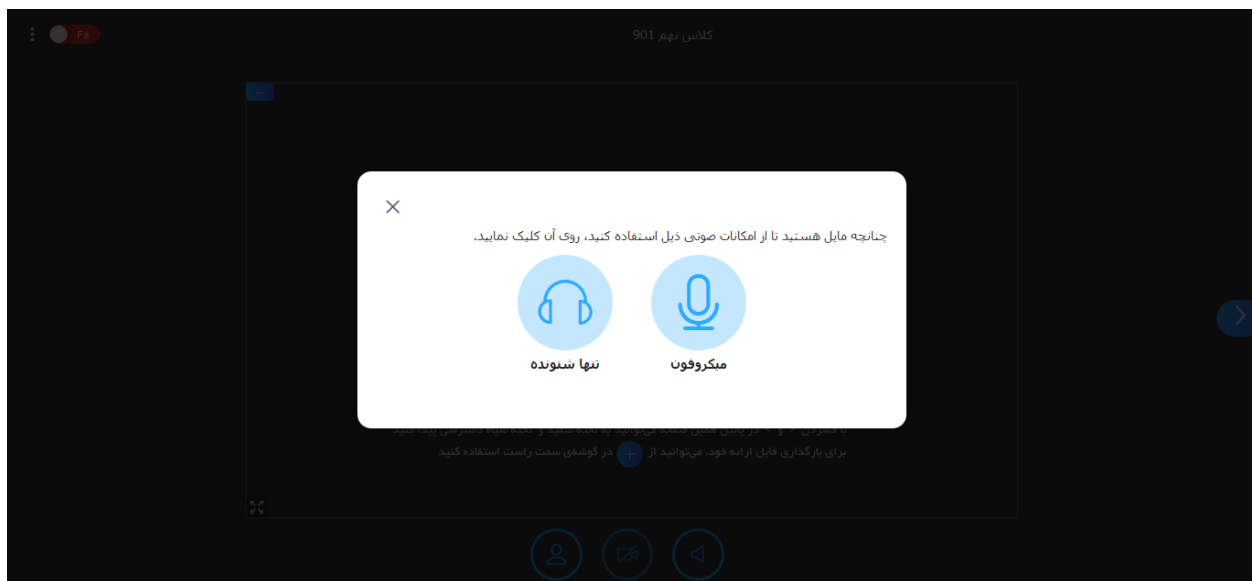 Fa
کلاس نهم 901
چنانچه مایل هستید تا از امکانات صوتی ذیل استفاده کنید، روی آن کلیک نمایید.
میکروفون
تنها شنونده
برای بارگذاری فایل ارائه خود، می‌توانید از + در گوشه‌ی سمت راست استفاده کنید